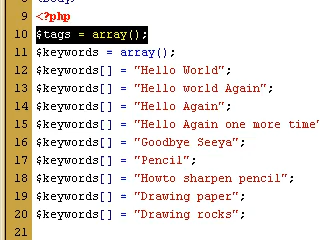 9 <?php
10 $tags = array();
11 $keywords = array();
12 $keywords[] = "Hello World";
13 $keywords[] = "Hello world Again";
14 $keywords[] = "Hello Again";
15 $keywords[] = "Hello Again one more time"
16 $keywords[] = "Goodbye Seeya";
17 $keywords[] = "Pencil";
18 $keywords[] = "Howto sharpen pencil";
19 $keywords[] = "Drawing paper";
20 $keywords[] = "Drawing rocks";
21